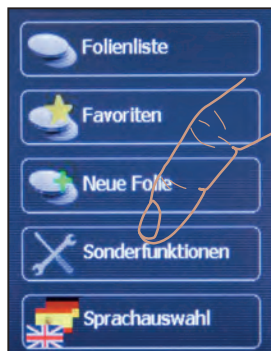 Folienliste
Favoriten
Neue Folie
Sonderfunktionen
Sprachauswahl